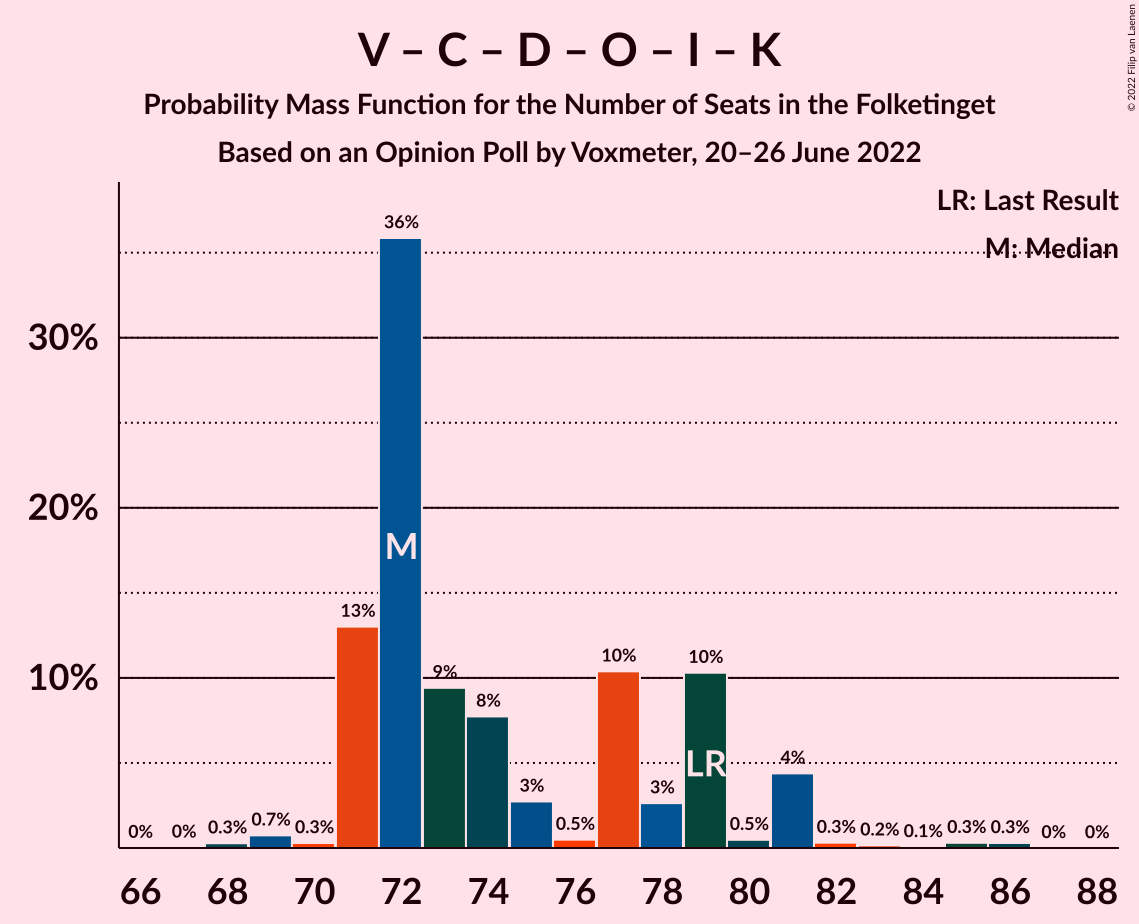 V – C – D – O – I – K
Probability Mass Function for the Number of Seats in the Folketinget
Based on an Opinion Poll by Voxmeter, 20–26 June 2022
© 2022 Filip van Laenen
LR: Last Result
M: Median
30%
20%
10%
0%
0%
0.3%
0.7%
0.3%
13%
36%
9%
8%
3%
0.5%
10%
3%
10%
0.5%
4%
0.3%
0.2%
0.1%
0.3%
0.3%
0%
0%
M
LR
66 68 70 72 74 76 78 80 82 84 86 88